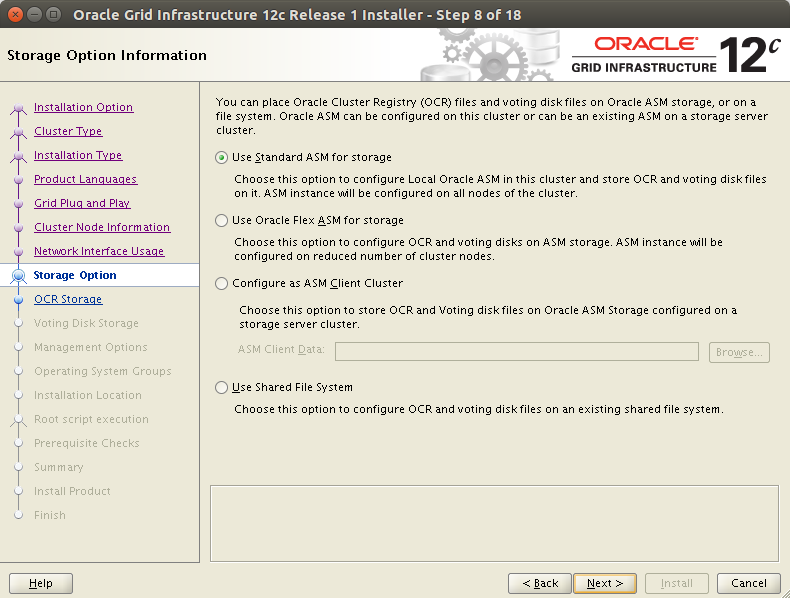 Oracle Grid Infrastructure 12c Release 1 Installer - Step 8 of 18
Storage Option Information
ORACLE
GRID INFRASTRUCTURE
12c
Installation Option
Cluster Type
Installation Type
Product Languages
Grid Plug and Play
Cluster Node Information
Network Interface Usage
Storage Option
OCR Storage
Voting Disk Storage
Management Options
Operating System Groups
Installation Location
Root script execution
Prerequisite Checks
Summary
Install Product
Finish
You can place Oracle Cluster Registry (OCR) files and voting disk files on Oracle ASM storage, or on a
file system. Oracle ASM can be configured on this cluster or can be an existing ASM on a storage server
cluster.
Use Standard ASM for storage
Choose this option to configure Local Oracle ASM in this cluster and store OCR and voting disk files
on it. ASM instance will be configured on all nodes of the cluster.
Use Oracle Flex ASM for storage
Choose this option to configure OCR and voting disks on ASM storage. ASM instance will be
configured on reduced number of cluster nodes.
Configure as ASM Client Cluster
Choose this option to store OCR and Voting disk files on Oracle ASM Storage configured on a
storage server cluster.
ASM Client Data:
Browse...
Use Shared File System
Choose this option to configure OCR and voting disk files on an existing shared file system.
Help
< Back
Next >
Install
Cancel